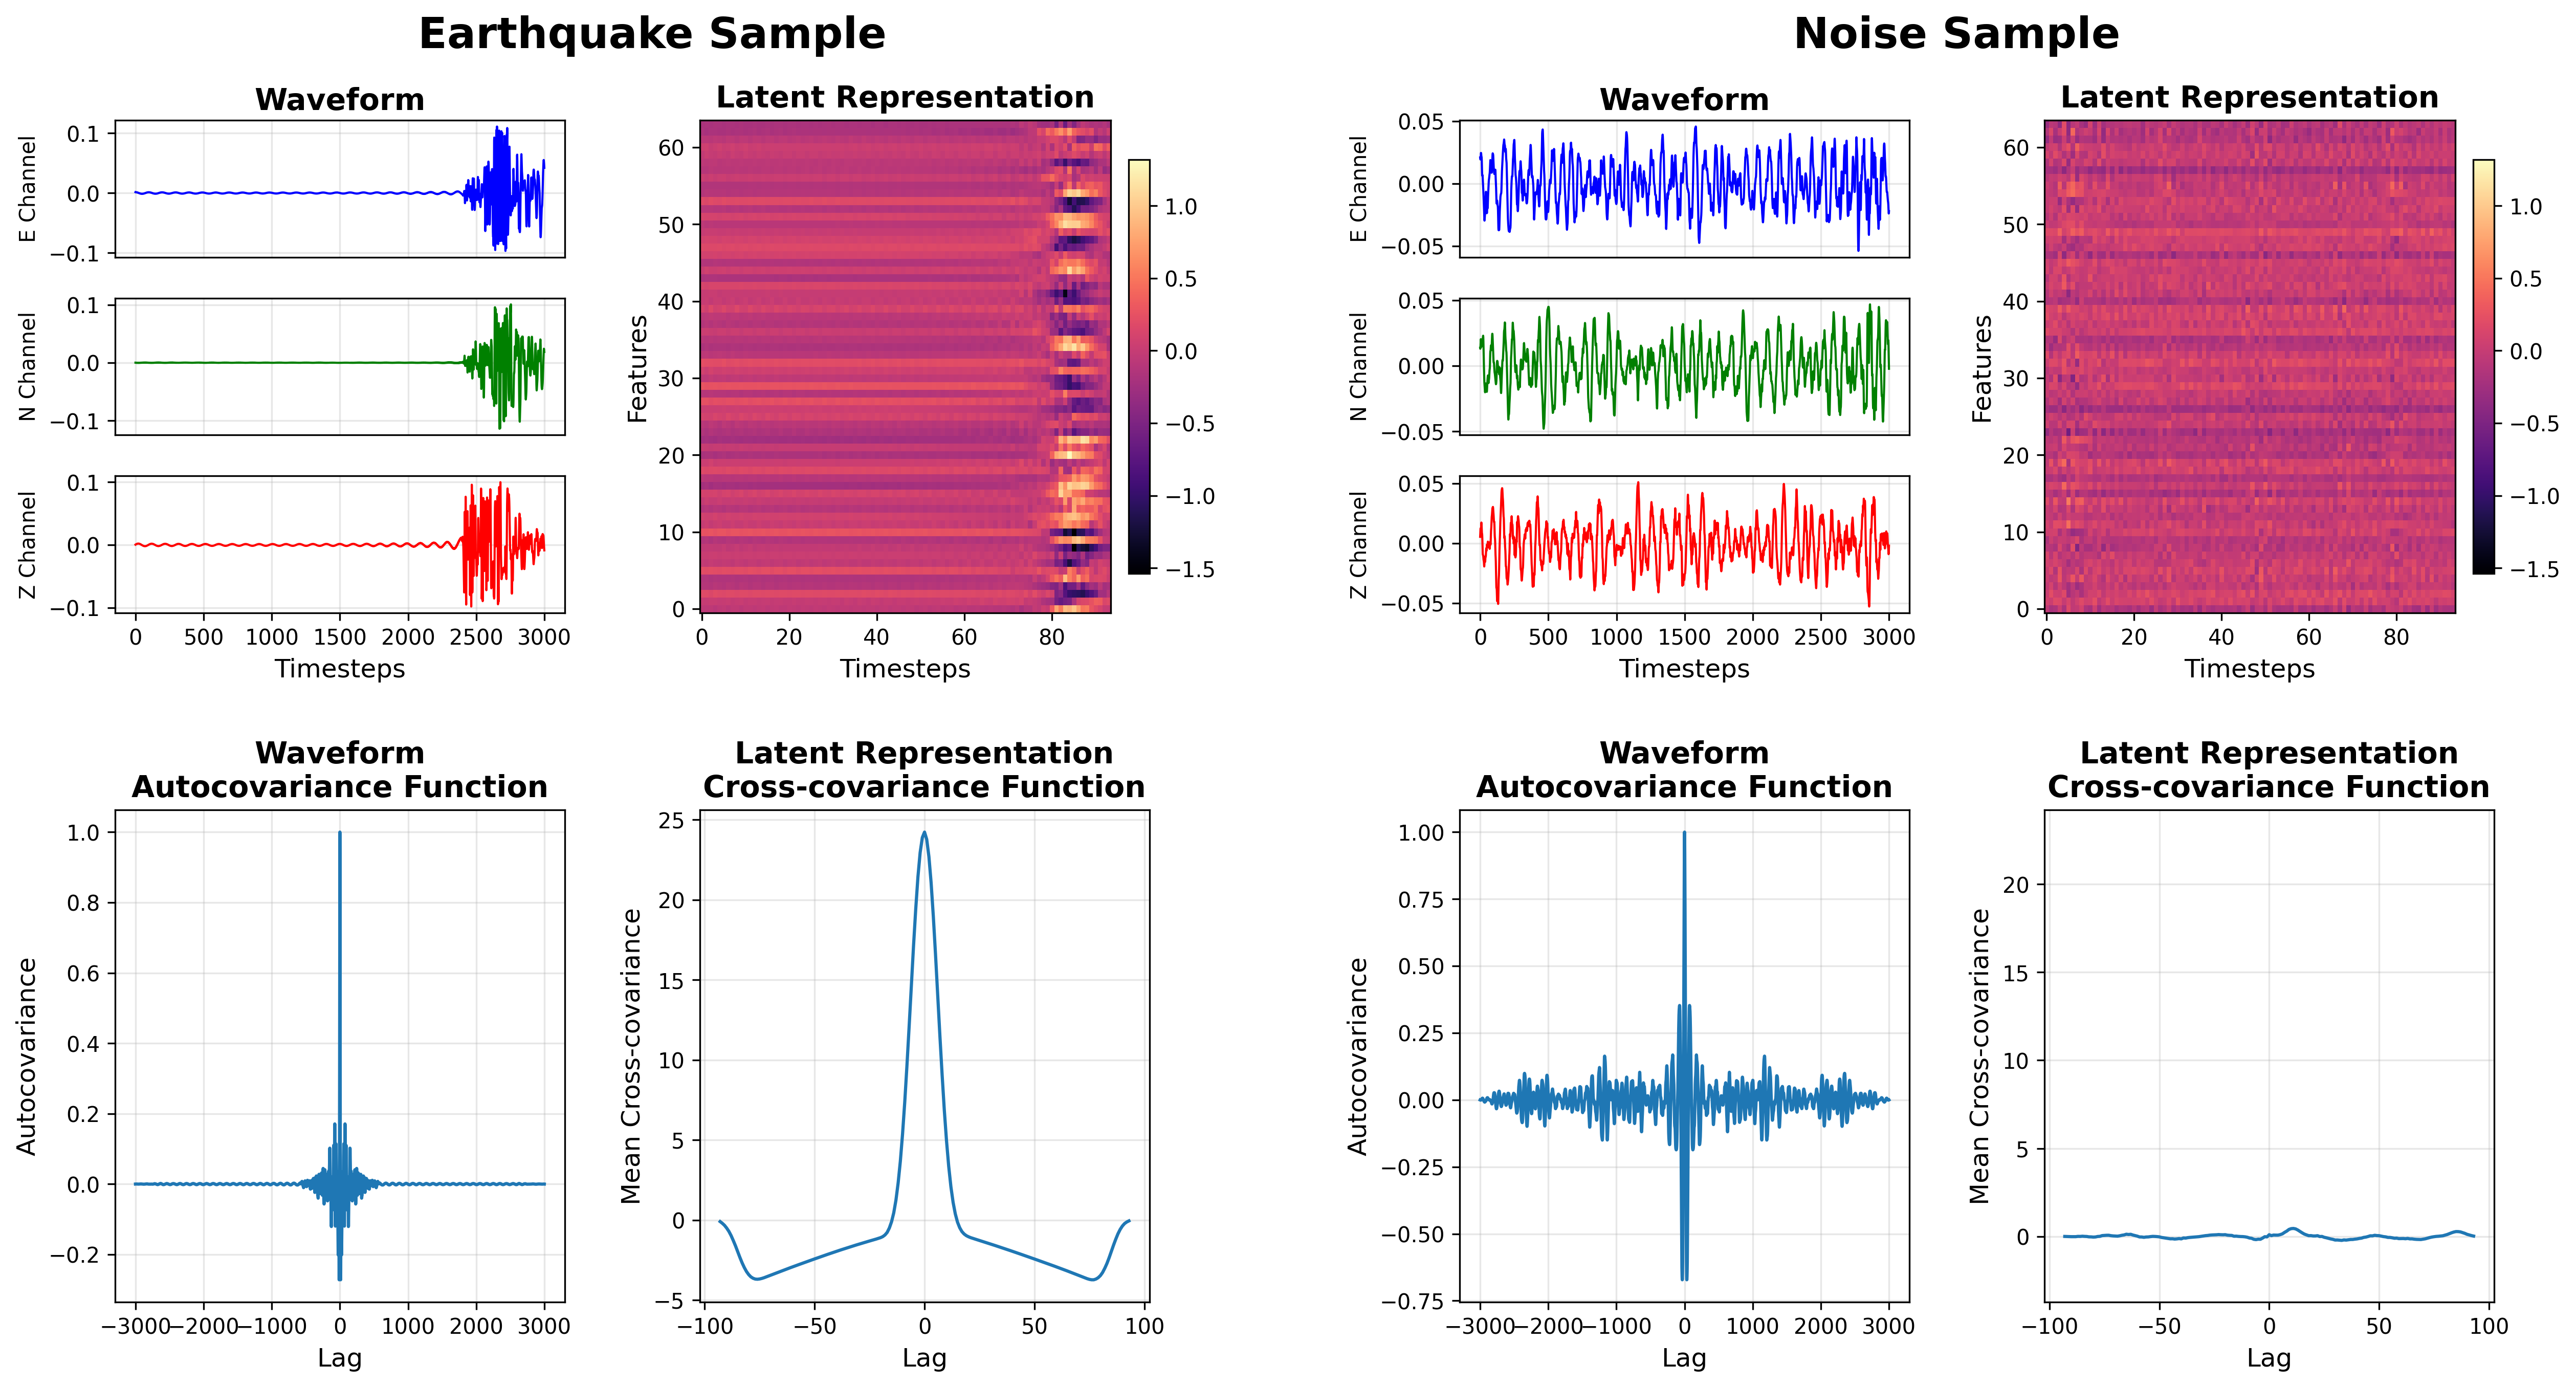 Earthquake Sample
Noise Sample
Waveform
Latent Representation
Waveform
Latent Representation
E Channel
0.1
0.0
−0.1
N Channel
0.1
0.0
−0.1
Z Channel
0.1
0.0
−0.1
0 500 1000 1500 2000 2500 3000
Timesteps
Features
60
50
40
30
20
10
0
0 20 40 60 80
Timesteps
1.0
0.5
0.0
−0.5
−1.0
−1.5
E Channel
0.05
0.00
−0.05
N Channel
0.05
0.00
−0.05
Z Channel
0.05
0.00
−0.05
0 500 1000 1500 2000 2500 3000
Timesteps
Features
60
50
40
30
20
10
0
0 20 40 60 80
Timesteps
1.0
0.5
0.0
−0.5
−1.0
−1.5
Waveform
Autocovariance Function
Autocovariance
1.0
0.8
0.6
0.4
0.2
0.0
−0.2
−3000 −2000 −1000 0 1000 2000 3000
Lag
Latent Representation
Cross-covariance Function
Mean Cross-covariance
25
20
15
10
5
0
−5
−100 −50 0 50 100
Lag
Waveform
Autocovariance Function
Autocovariance
1.00
0.75
0.50
0.25
0.00
−0.25
−0.50
−0.75
−3000 −2000 −1000 0 1000 2000 3000
Lag
Latent Representation
Cross-covariance Function
Mean Cross-covariance
20
15
10
5
0
−100 −50 0 50 100
Lag